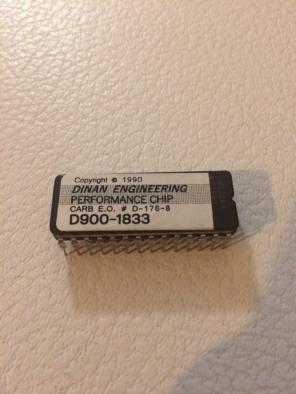 Copyright © 1990
DINAN ENGINEERING
PERFORMANCE CHIP
CARB E.O. # D-176-8
D900-1833